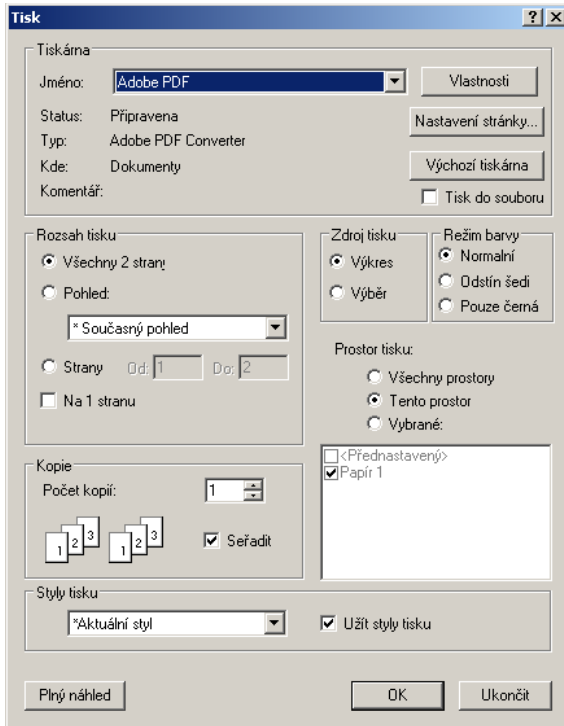 Tisk
Tiskárna
Jméno: Adobe PDF Vlastnosti
Status: Připravena Nastavení stránky...
Typ: Adobe PDF Converter
Kde: Dokumenty Výchozí tiskárna
Komentář: Tisk do souboru
Rozsah tisku Zdroj tisku Režim barvy
Všechny 2 strany Výkres Normalní
Pohled: Výběr Odstín šedi
* Současný pohled Pouze černá
Strany Od: 1 Do: 2
Na 1 stranu
Prostor tisku:
Všechny prostory
Tento prostor
Vybrané:
<Přednastavený>
Papír 1
Kopie
Počet kopií: 1
1 2 3 1 2 3 Seřadit
Styly tisku
*Aktuální styl Užít styly tisku
Plný náhled OK Ukončit